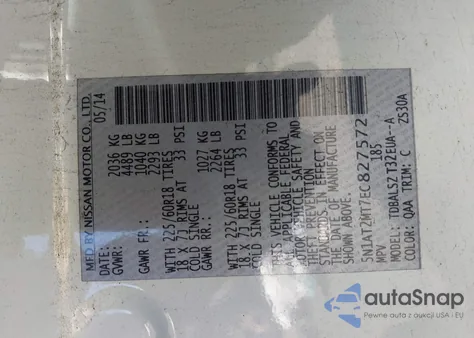 MFD BY NISSAN MOTOR CO., LTD.
DATE: 05/14
GVWR: 2036 KG
4489 LB
GAWR FR.: 1040 KG
2293 LB
WITH 225/60R18 TIRES
18 X 7J RIMS AT 33 PSI
COLD SINGLE
GAWR RR.: 1027 KG
2264 LB
WITH 225/60R18 TIRES
18 X 7J RIMS AT 33 PSI
COLD SINGLE
THIS VEHICLE CONFORMS TO
ALL APPLICABLE FEDERAL
MOTOR VEHICLE SAFETY AND
THEFT PREVENTION
STANDARDS IN EFFECT ON
THE DATE OF MANUFACTURE
SHOWN ABOVE.
5N1AT2MT7EC827572
MPV 185
MODEL: TDBALSZT32EUA--A
COLOR: QAA TRIM: C ZS30A
autoSnap
Pewne auta z aukcji USA - EU